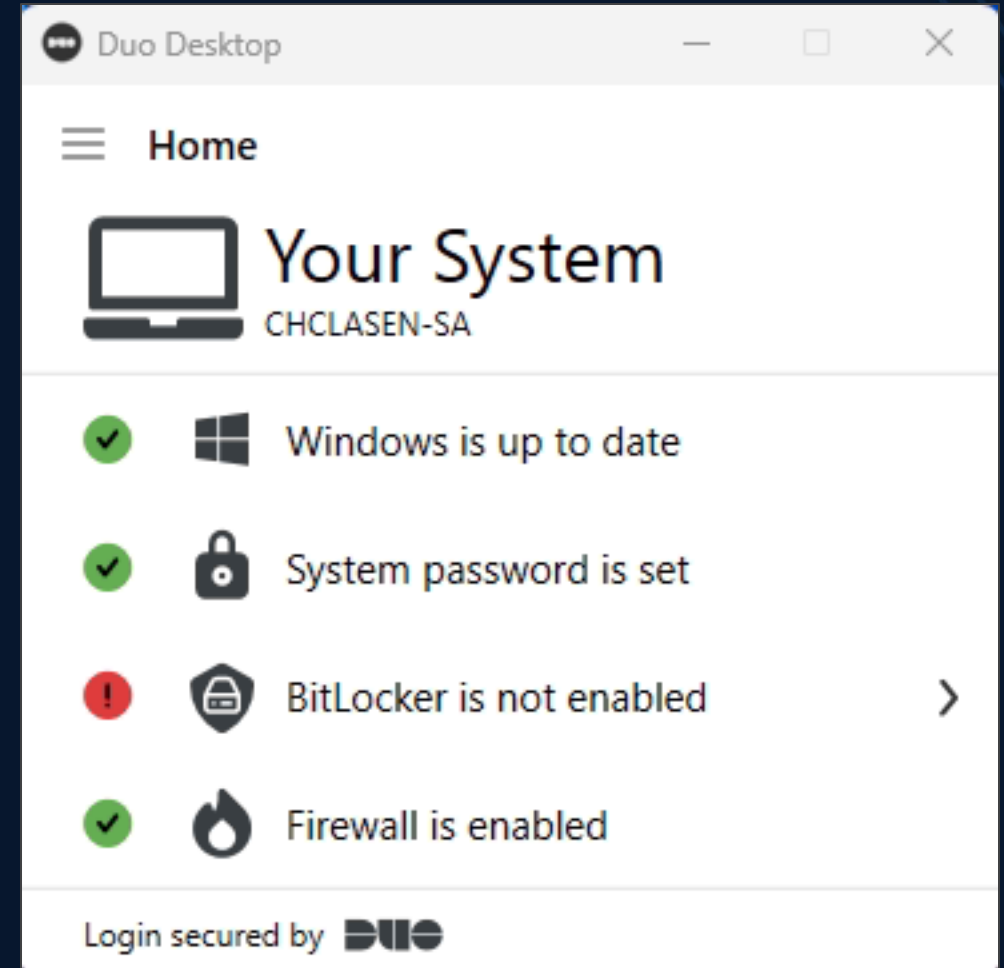 Duo Desktop
Home
Your System
CHCLASEN-SA
Windows is up to date
System password is set
BitLocker is not enabled
Firewall is enabled
Login secured by DUO